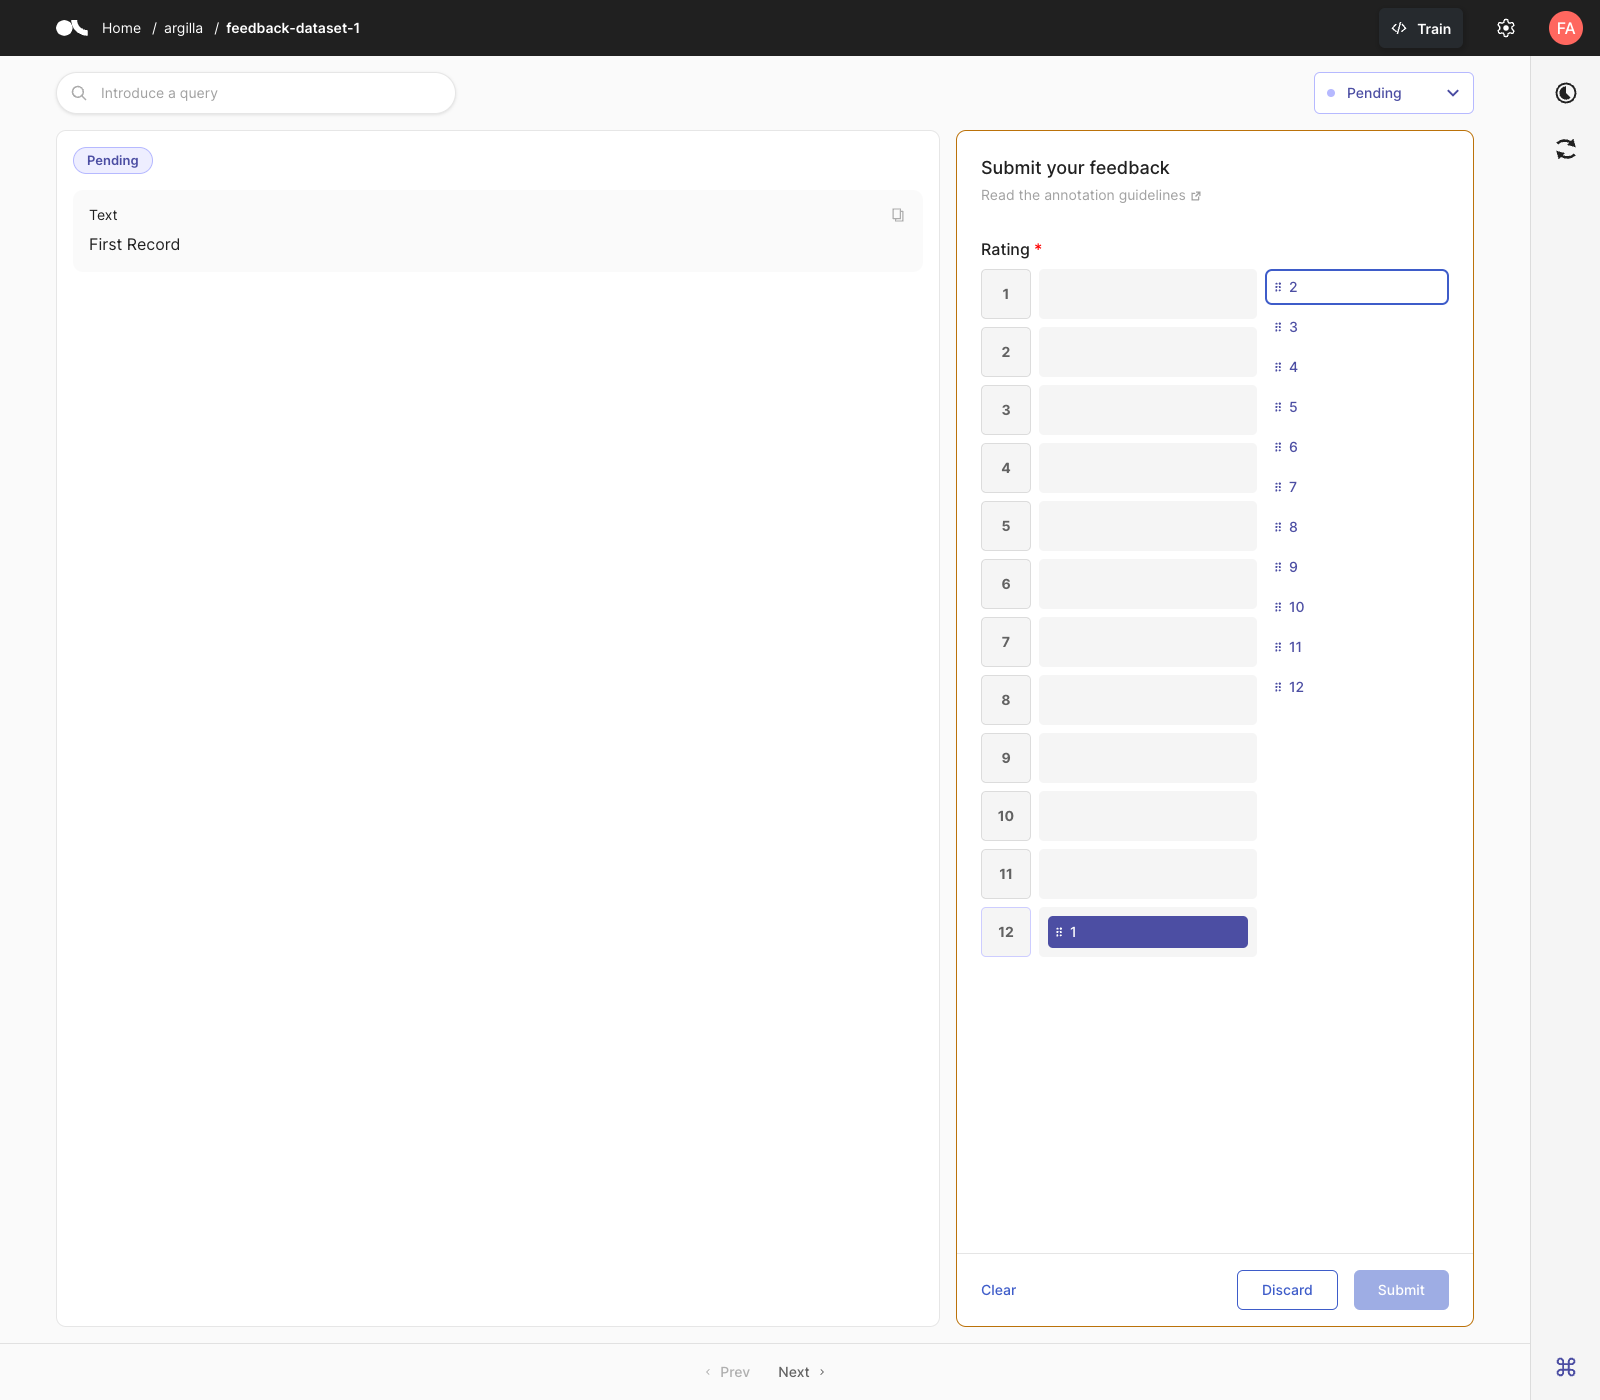 Home / argilla / feedback-dataset-1
Train
FA
Introduce a query
Pending
Pending
Text
First Record
Submit your feedback
Read the annotation guidelines
Rating *
1
2
3
4
5
6
7
8
9
10
11
12
1
2
3
4
5
6
7
8
9
10
11
12
Clear
Discard
Submit
Prev
Next